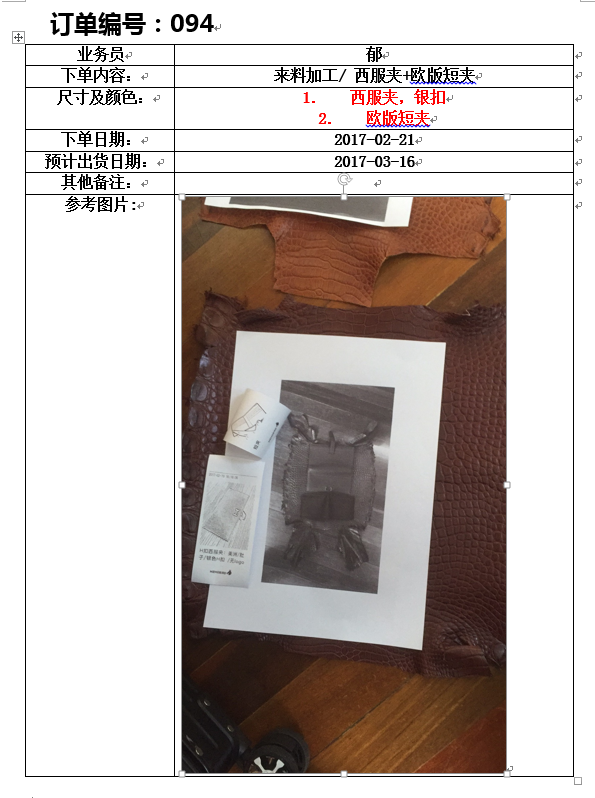 订单编号：094
业务员
郁
下单内容：
来料加工/ 西服夹+欧版短夹
尺寸及颜色：
1. 西服夹，银扣
2. 欧版短夹
下单日期：
2017-02-21
预计出货日期：
2017-03-16
其他备注：
参考图片: